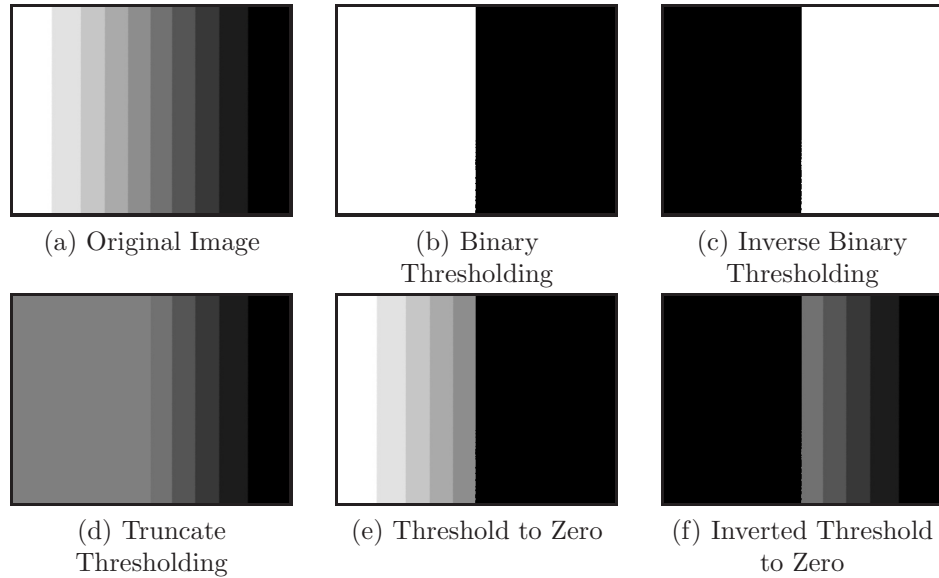 (a) Original Image
(b) Binary
Thresholding
(c) Inverse Binary
Thresholding
(d) Truncate
Thresholding
(e) Threshold to Zero
(f) Inverted Threshold
to Zero